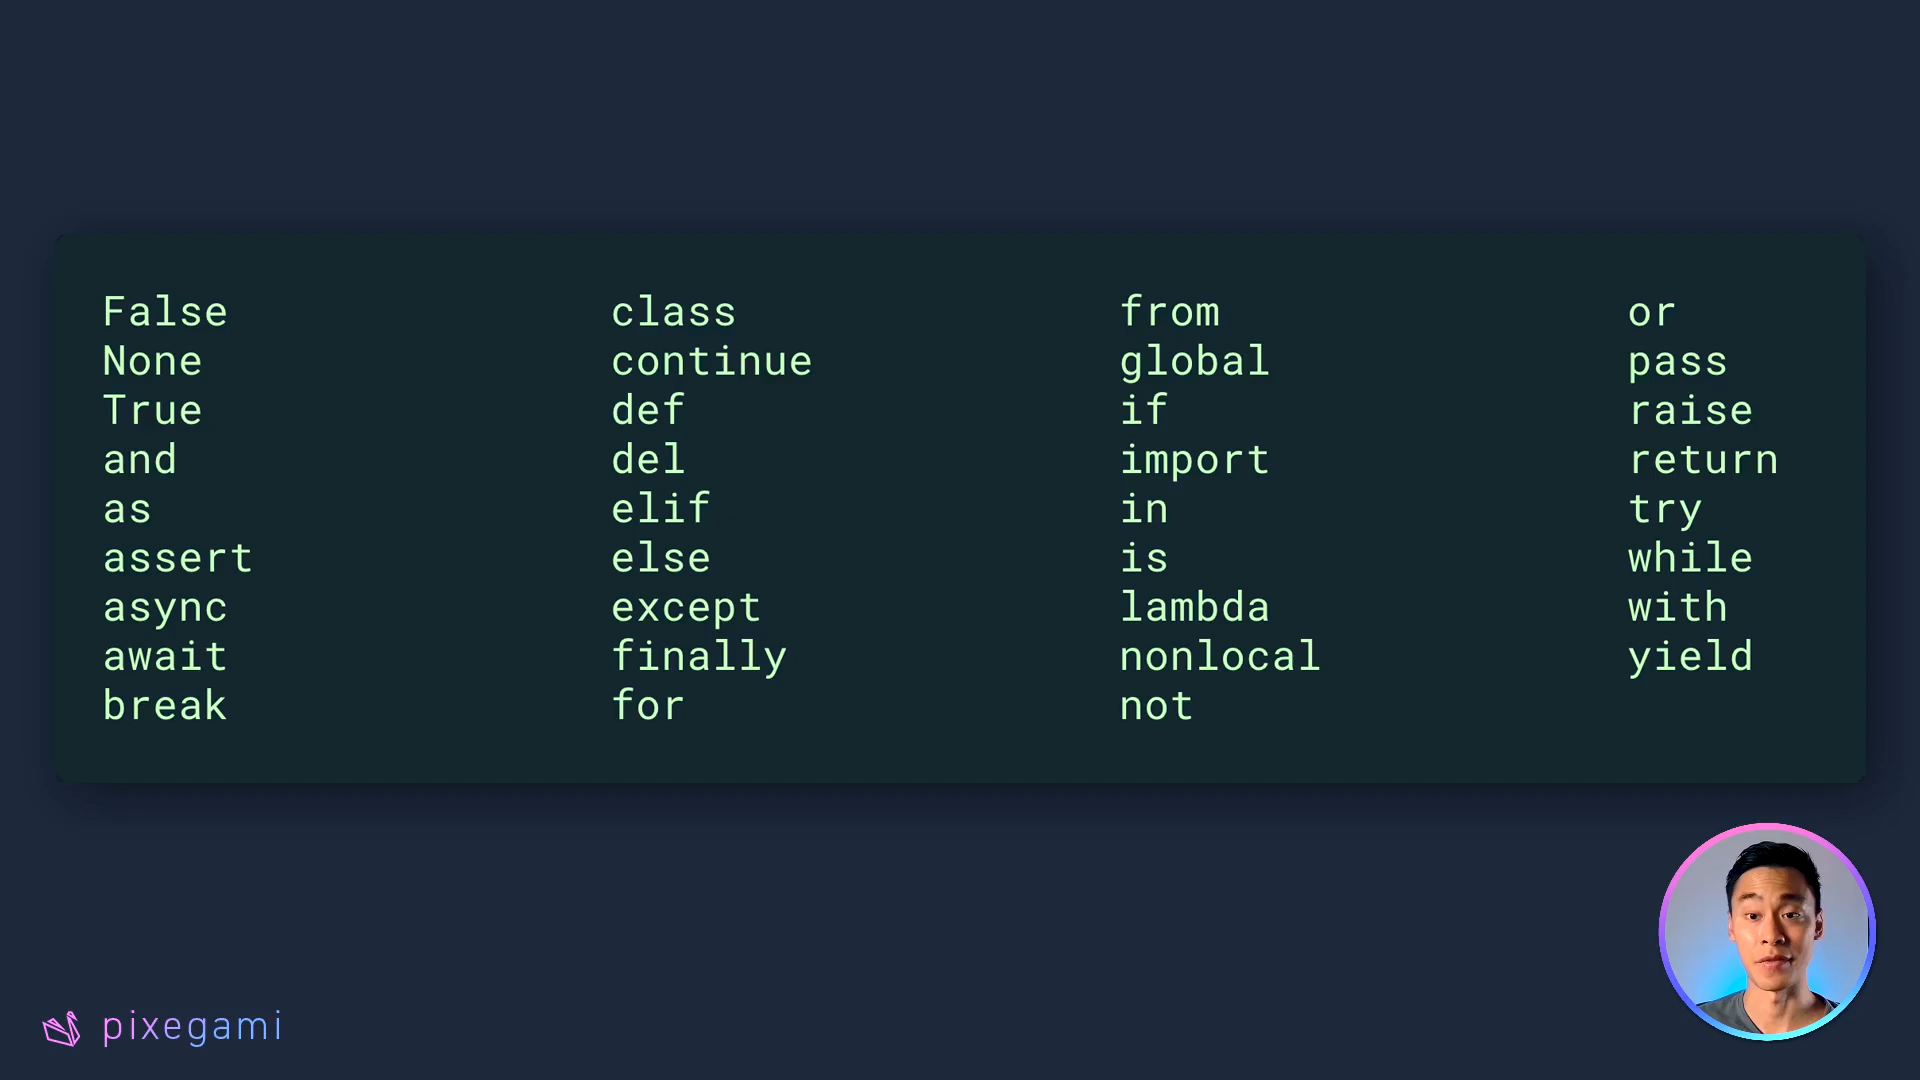 False
None
True
and
as
assert
async
await
break
class
continue
def
del
elif
else
except
finally
for
from
global
if
import
in
is
lambda
nonlocal
not
or
pass
raise
return
try
while
with
yield
pixegami